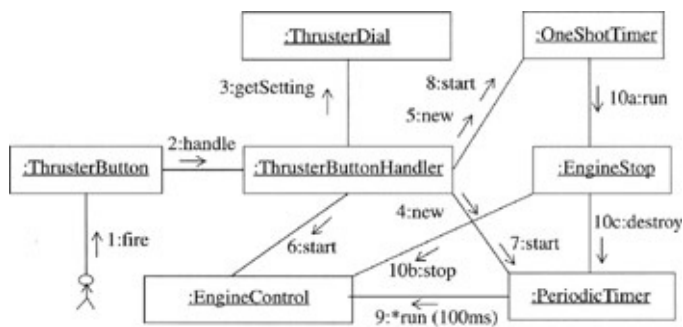 :ThrusterDial
:OneShotTimer
3:getSetting
8:start
5:new
10a:run
2:handle
:ThrusterButton
:ThrusterButtonHandler
:EngineStop
4:new
10c:destroy
1:fire
6:start
7:start
10b:stop
:EngineControl
:PeriodicTimer
9:*run (100ms)